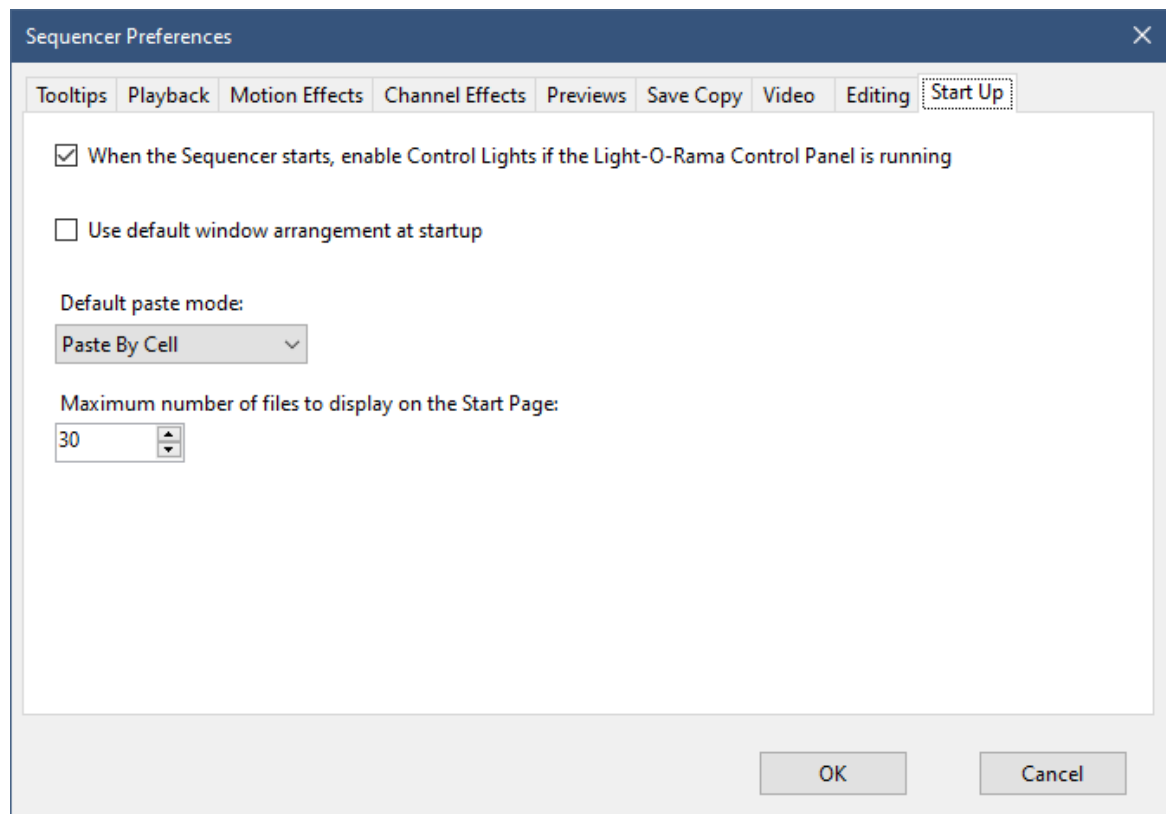 Sequencer Preferences
Tooltips Playback Motion Effects Channel Effects Previews Save Copy Video Editing Start Up
When the Sequencer starts, enable Control Lights if the Light-O-Rama Control Panel is running
Use default window arrangement at startup
Default paste mode:
Paste By Cell
Maximum number of files to display on the Start Page:
30
OK Cancel